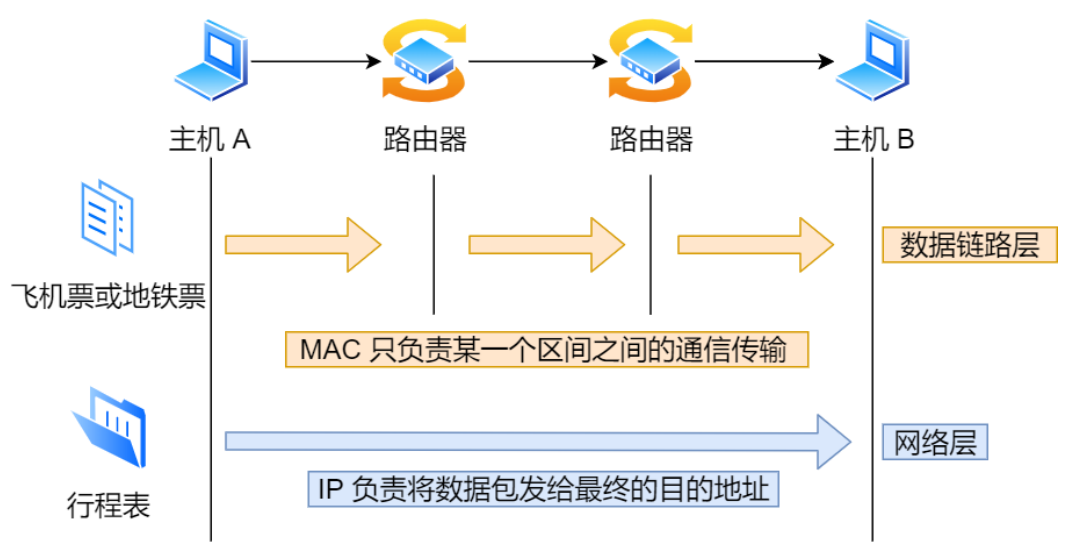 主机 A
路由器
路由器
主机 B
飞机票或地铁票
数据链路层
MAC 只负责某一个区间之间的通信传输
网络层
IP 负责将数据包发给最终的目的地址
行程表